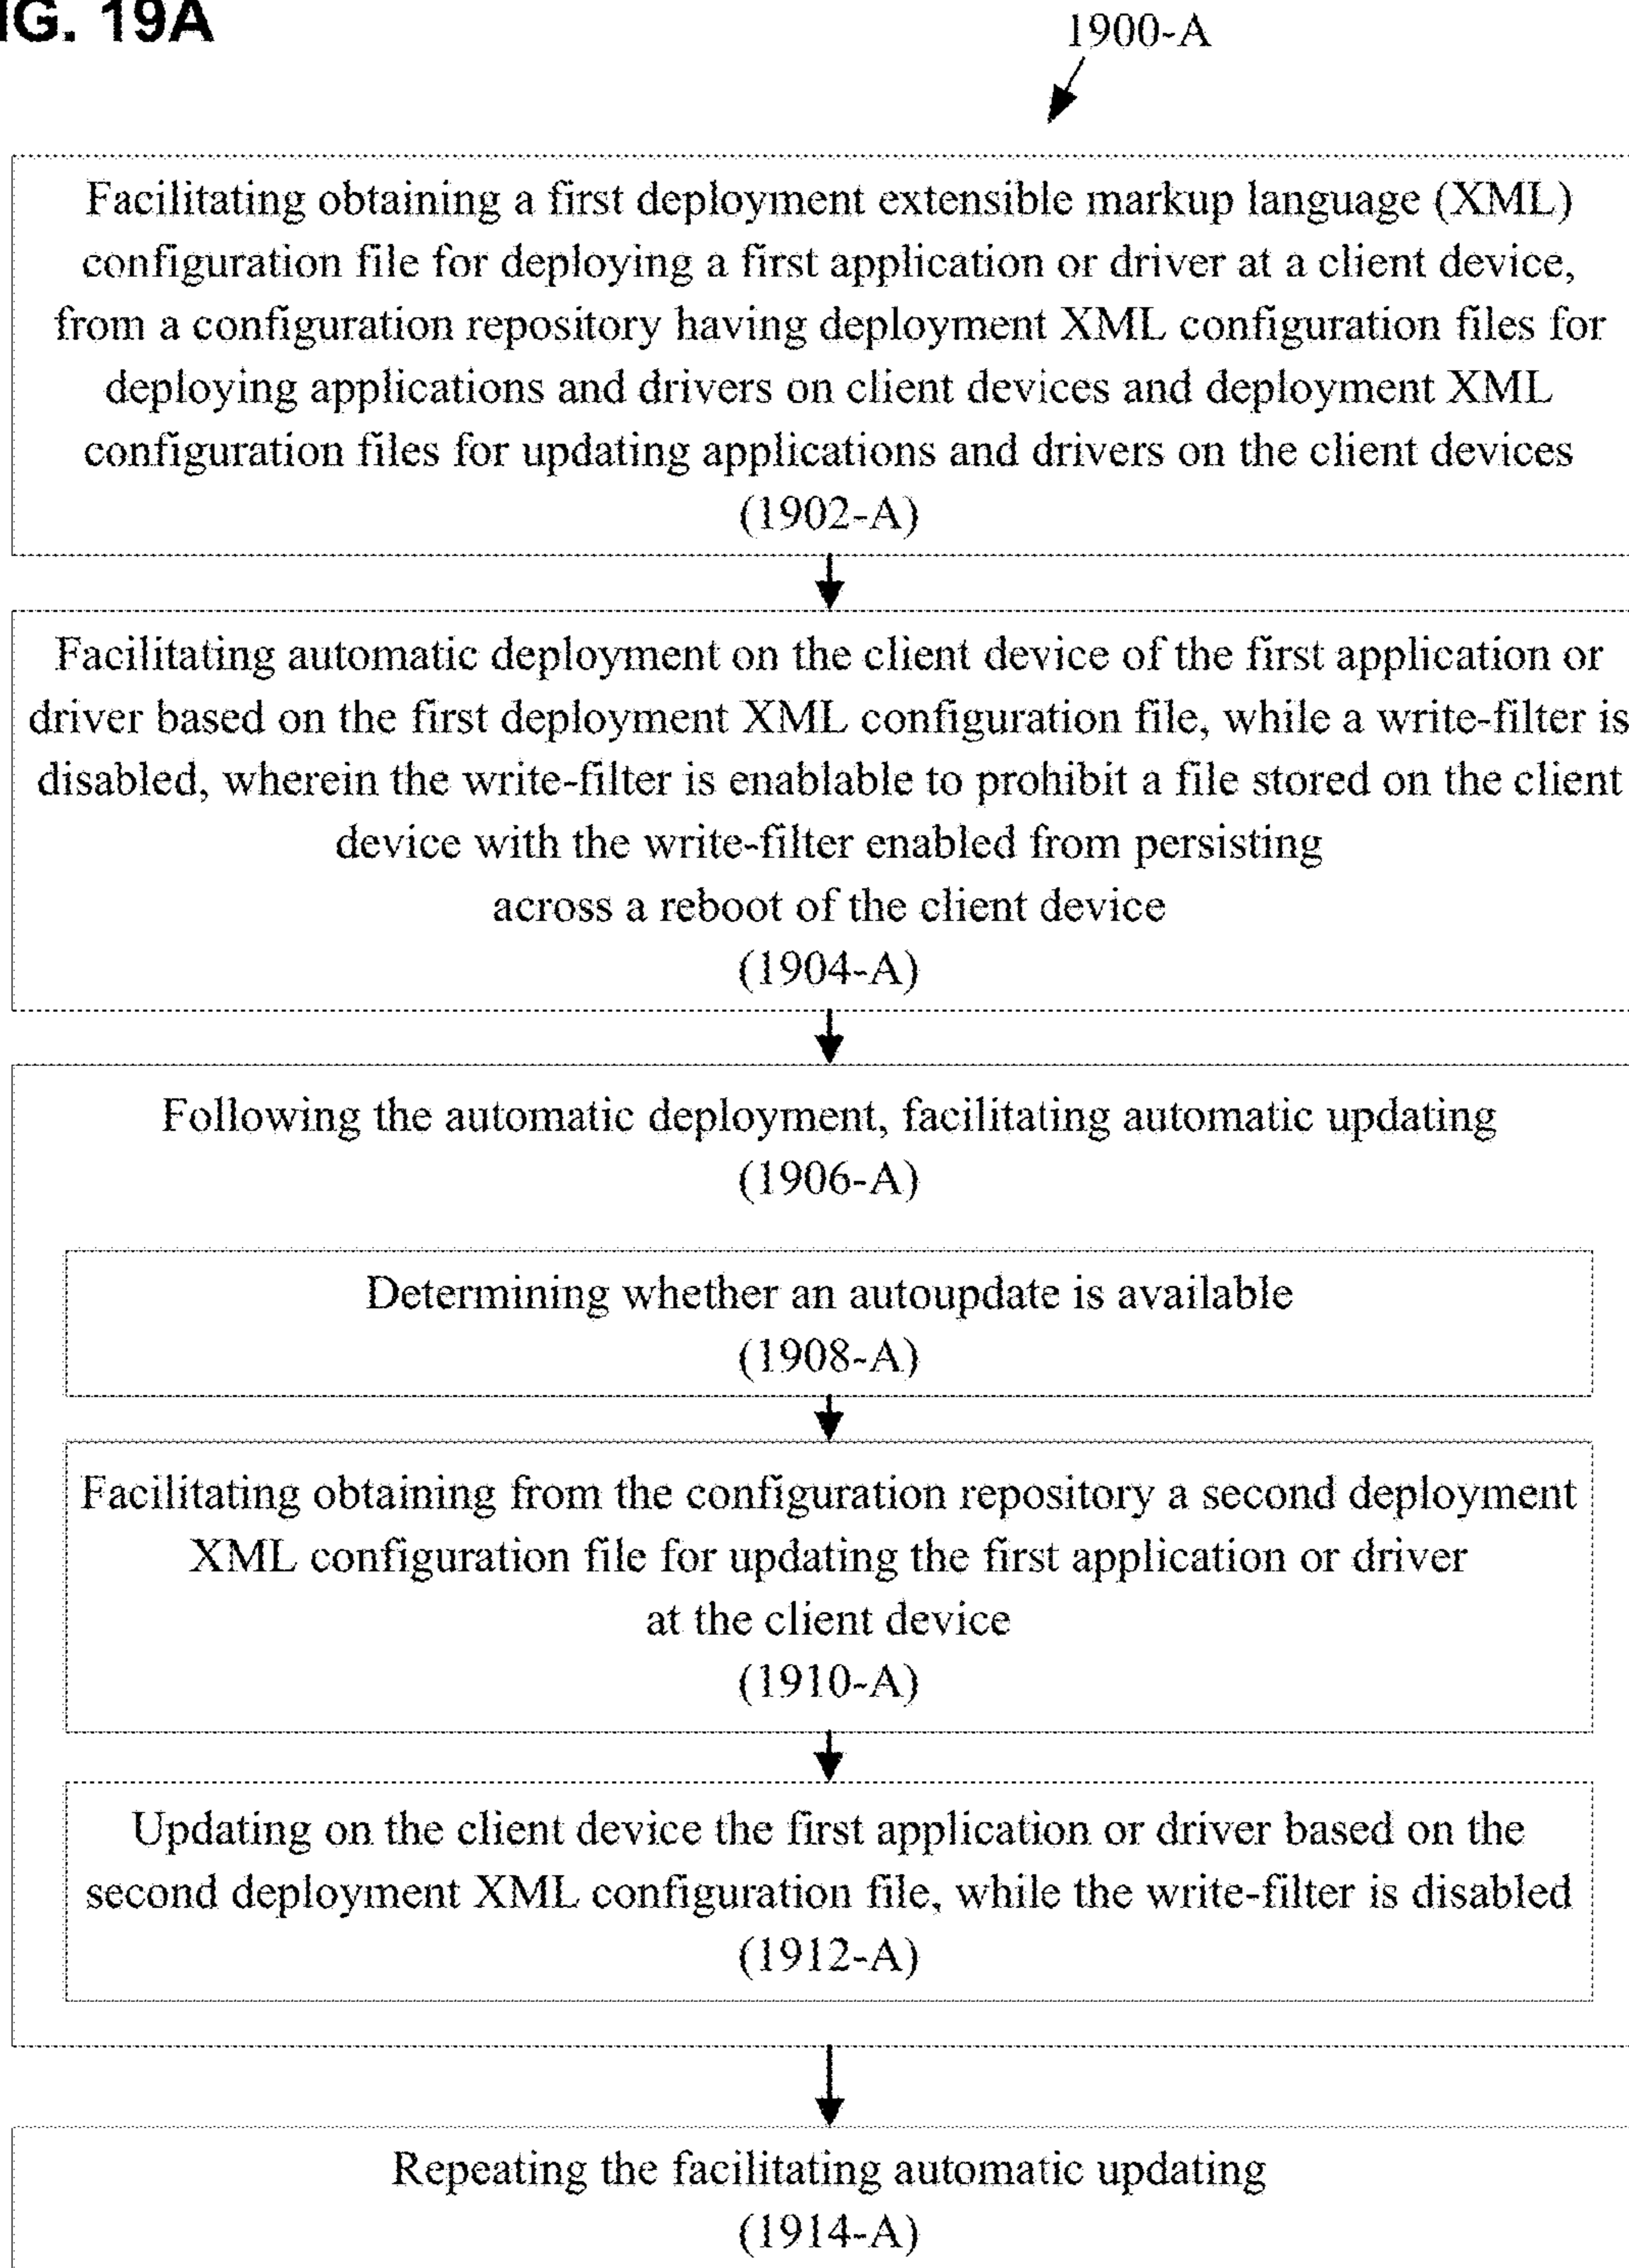 IG. 19A
1900-A
Facilitating obtaining a first deployment extensible markup language (XML)
configuration file for deploying a first application or driver at a client device,
from a configuration repository having deployment XML configuration files for
deploying applications and drivers on client devices and deployment XML
configuration files for updating applications and drivers on the client devices
(1902-A)
Facilitating automatic deployment on the client device of the first application or
driver based on the first deployment XML configuration file, while a write-filter is
disabled, wherein the write-filter is enablable to prohibit a file stored on the client
device with the write-filter enabled from persisting
across a reboot of the client device
(1904-A)
Following the automatic deployment, facilitating automatic updating
(1906-A)
Determining whether an autoupdate is available
(1908-A)
Facilitating obtaining from the configuration repository a second deployment
XML configuration file for updating the first application or driver
at the client device
(1910-A)
Updating on the client device the first application or driver based on the
second deployment XML configuration file, while the write-filter is disabled
(1912-A)
Repeating the facilitating automatic updating
(1914-A)